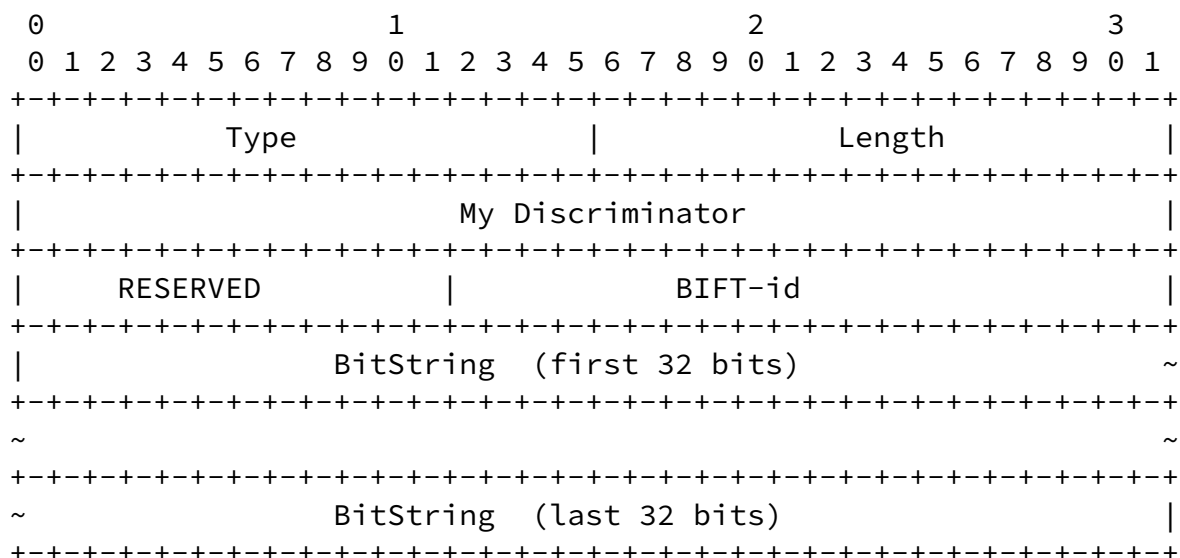 0                   1                   2                   3
 0 1 2 3 4 5 6 7 8 9 0 1 2 3 4 5 6 7 8 9 0 1 2 3 4 5 6 7 8 9 0 1
+-+-+-+-+-+-+-+-+-+-+-+-+-+-+-+-+-+-+-+-+-+-+-+-+-+-+-+-+-+-+-+-+
|           Type                |             Length            |
+-+-+-+-+-+-+-+-+-+-+-+-+-+-+-+-+-+-+-+-+-+-+-+-+-+-+-+-+-+-+-+-+
|                        My Discriminator                       |
+-+-+-+-+-+-+-+-+-+-+-+-+-+-+-+-+-+-+-+-+-+-+-+-+-+-+-+-+-+-+-+-+
|     RESERVED          |            BIFT-id                    |
+-+-+-+-+-+-+-+-+-+-+-+-+-+-+-+-+-+-+-+-+-+-+-+-+-+-+-+-+-+-+-+-+
|                 BitString  (first 32 bits)                    ~
+-+-+-+-+-+-+-+-+-+-+-+-+-+-+-+-+-+-+-+-+-+-+-+-+-+-+-+-+-+-+-+-+
~                                                               ~
+-+-+-+-+-+-+-+-+-+-+-+-+-+-+-+-+-+-+-+-+-+-+-+-+-+-+-+-+-+-+-+-+
~                 BitString  (last 32 bits)                     |
+-+-+-+-+-+-+-+-+-+-+-+-+-+-+-+-+-+-+-+-+-+-+-+-+-+-+-+-+-+-+-+-+